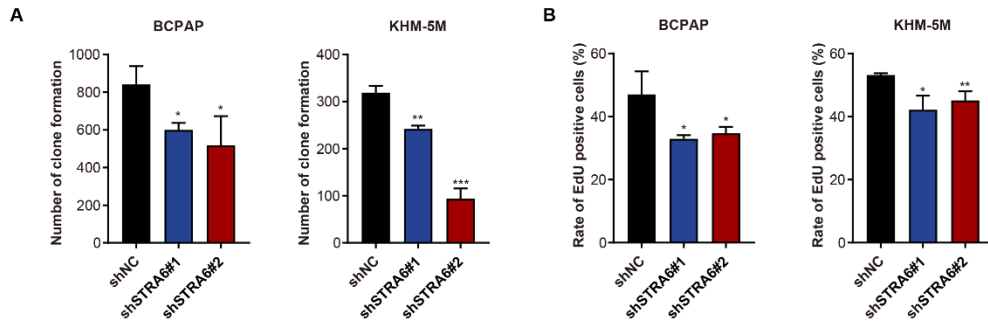 A
BCPAP
Number of clone formation
1000
800
600
400
200
0
*
*
shNC
shSTRA6#1
shSTRA6#2
KHM-5M
Number of clone formation
400
300
200
100
0
**
***
shNC
shSTRA6#1
shSTRA6#2
B
BCPAP
Rate of EdU positive cells (%)
60
40
20
0
*
*
shNC
shSTRA6#1
shSTRA6#2
KHM-5M
Rate of EdU positive cells (%)
60
40
20
0
*
**
shNC
shSTRA6#1
shSTRA6#2